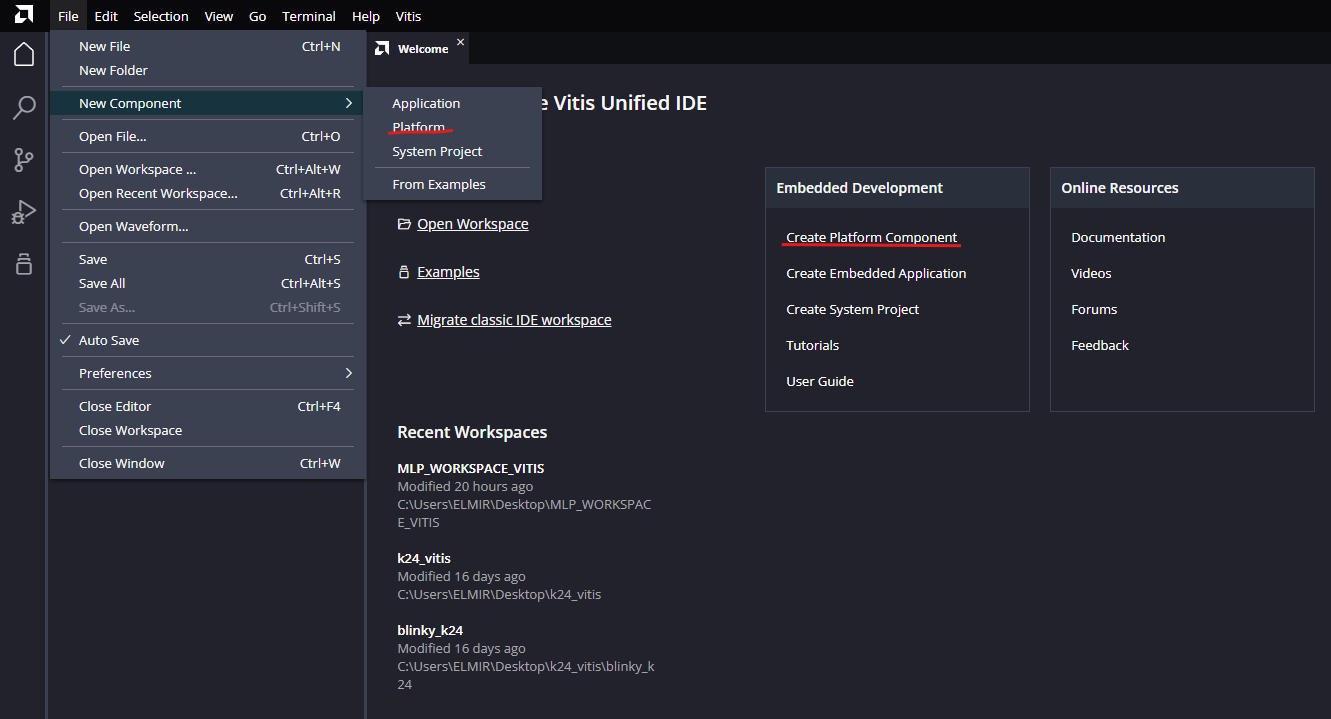 File Edit Selection View Go Terminal Help Vitis
New File Ctrl+N
New Folder
New Component
Open File... Ctrl+O
Open Workspace ... Ctrl+Alt+W
Open Recent Workspace... Ctrl+Alt+R
Open Waveform...
Save Ctrl+S
Save All Ctrl+Alt+S
Save As... Ctrl+Shift+S
Auto Save
Preferences
Close Editor Ctrl+F4
Close Workspace
Close Window Ctrl+W
Application
Platform
System Project
From Examples
Welcome
e Vitis Unified IDE
Open Workspace
Examples
Migrate classic IDE workspace
Recent Workspaces
MLP_WORKSPACE_VITIS
Modified 20 hours ago
C:\Users\ELMIR\Desktop\MLP_WORKSPAC
E_VITIS
k24_vitis
Modified 16 days ago
C:\Users\ELMIR\Desktop\k24_vitis
blinky_k24
Modified 16 days ago
C:\Users\ELMIR\Desktop\k24_vitis\blinky_k
24
Embedded Development
Create Platform Component
Create Embedded Application
Create System Project
Tutorials
User Guide
Online Resources
Documentation
Videos
Forums
Feedback